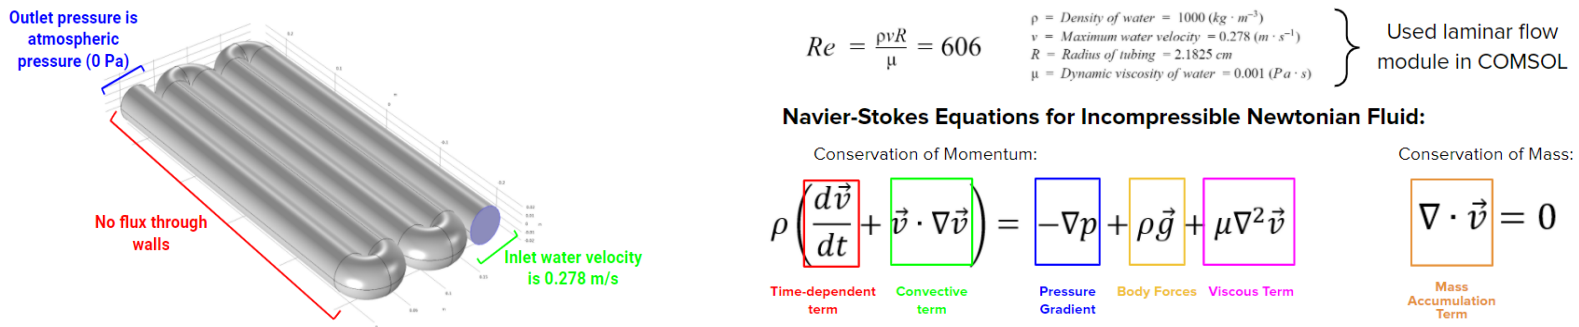 Outlet pressure is
atmospheric
pressure (0 Pa)
No flux through
walls
Inlet water velocity
is 0.278 m/s
Re = ρvR/μ = 606
ρ = Density of water = 1000 (kg · m⁻³)
v = Maximum water velocity = 0.278 (m · s⁻¹)
R = Radius of tubing = 2.1825 cm
μ = Dynamic viscosity of water = 0.001 (Pa · s)
Used laminar flow
module in COMSOL
Navier-Stokes Equations for Incompressible Newtonian Fluid:
Conservation of Momentum:
ρ(dv⃗/dt + v⃗ · ∇v⃗) = −∇p + ρg⃗ + μ∇²v⃗
Time-dependent
term
Convective
term
Pressure
Gradient
Body Forces
Viscous Term
Conservation of Mass:
∇ · v⃗ = 0
Mass
Accumulation
Term